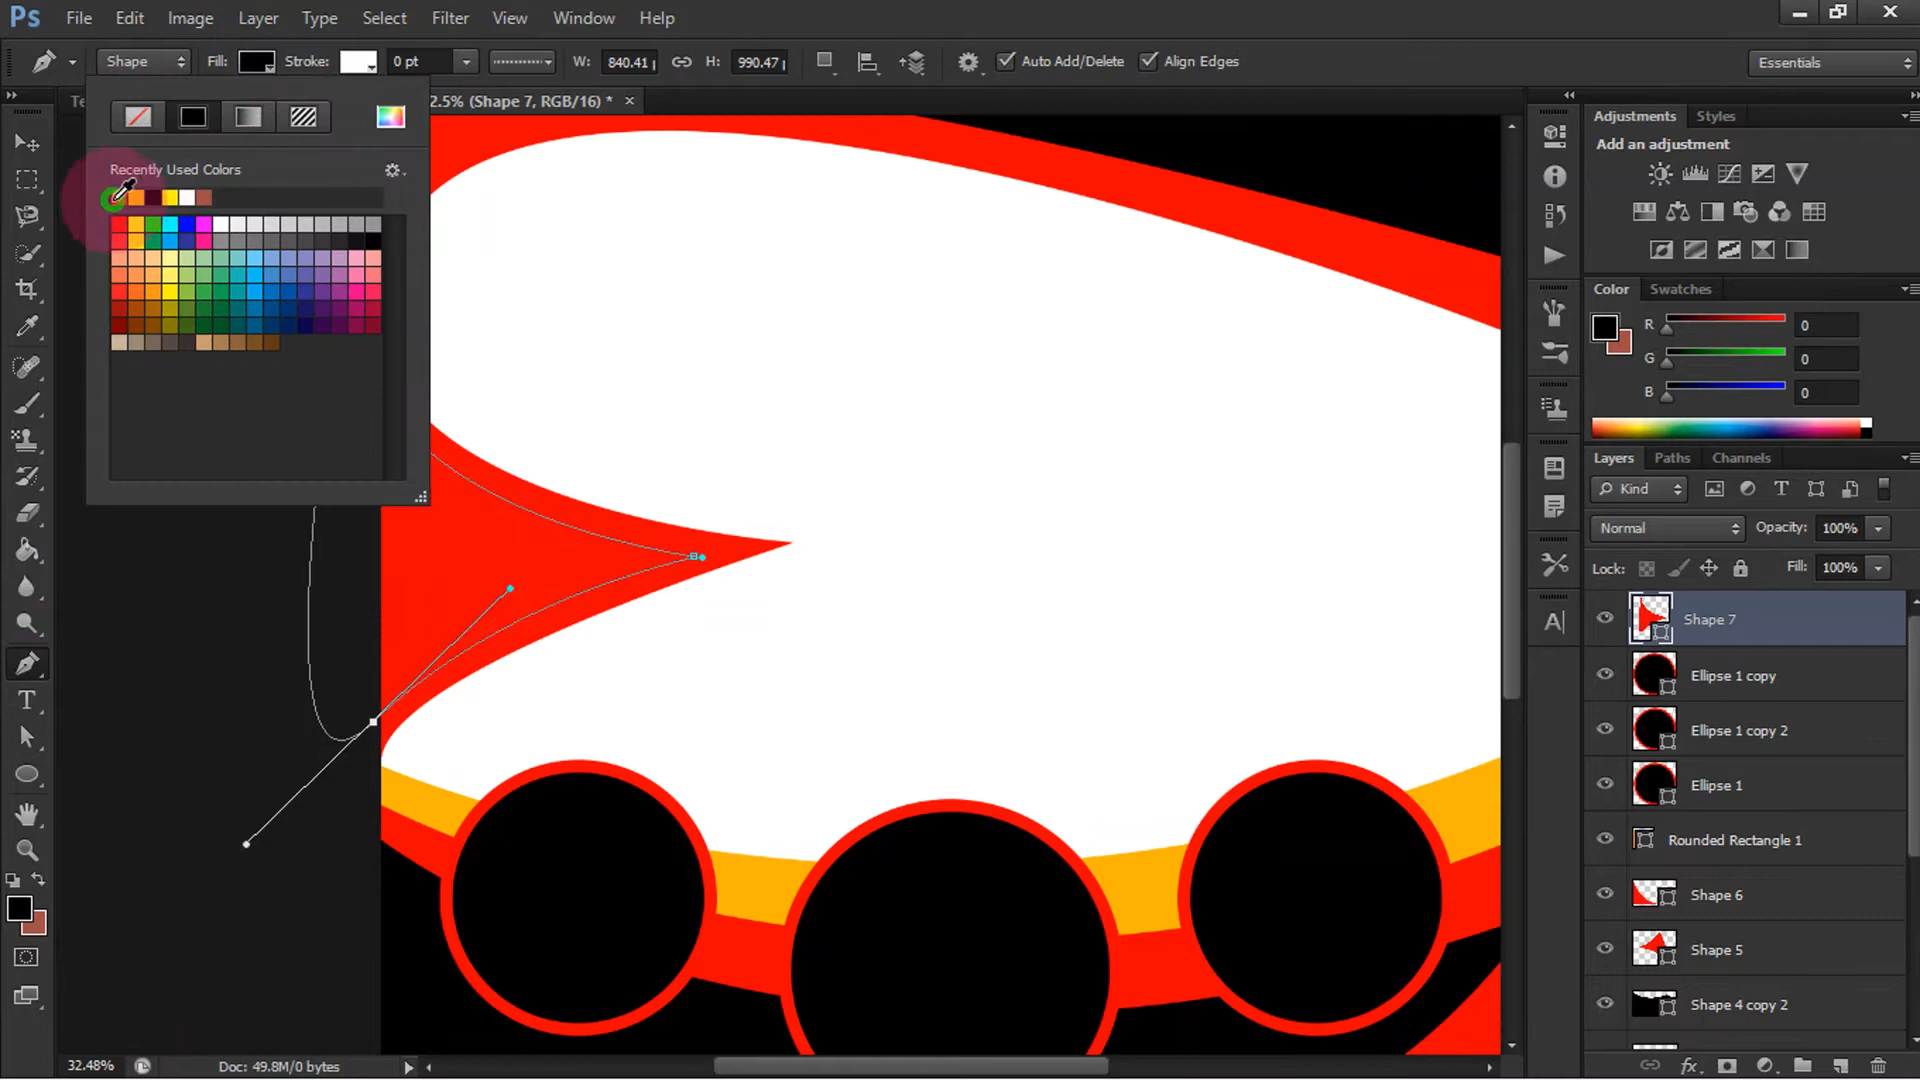 Ps File Edit Image Layer Type Select Filter View Window Help
Shape Fill: Stroke: 0 pt W: 840.41 H: 990.47 Auto Add/Delete Align Edges Essentials
2.5% (Shape 7, RGB/16) * ×
Recently Used Colors
Adjustments Styles
Add an adjustment
Color Swatches
R 0
G 0
B 0
Layers Paths Channels
Kind
Normal Opacity: 100%
Lock: Fill: 100%
Shape 7
Ellipse 1 copy
Ellipse 1 copy 2
Ellipse 1
Rounded Rectangle 1
Shape 6
Shape 5
Shape 4 copy 2
32.48% Doc: 49.8M/0 bytes